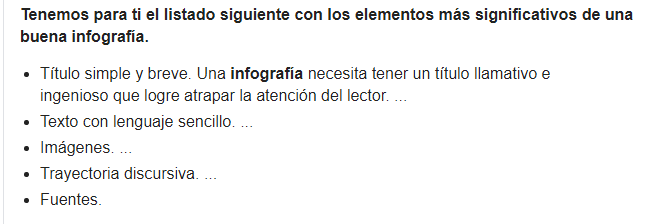 Tenemos para ti el listado siguiente con los elementos más significativos de una
buena infografía.
• Título simple y breve. Una infografía necesita tener un título llamativo e
ingenioso que logre atrapar la atención del lector. ...
• Texto con lenguaje sencillo. ...
• Imágenes. ...
• Trayectoria discursiva. ...
• Fuentes.